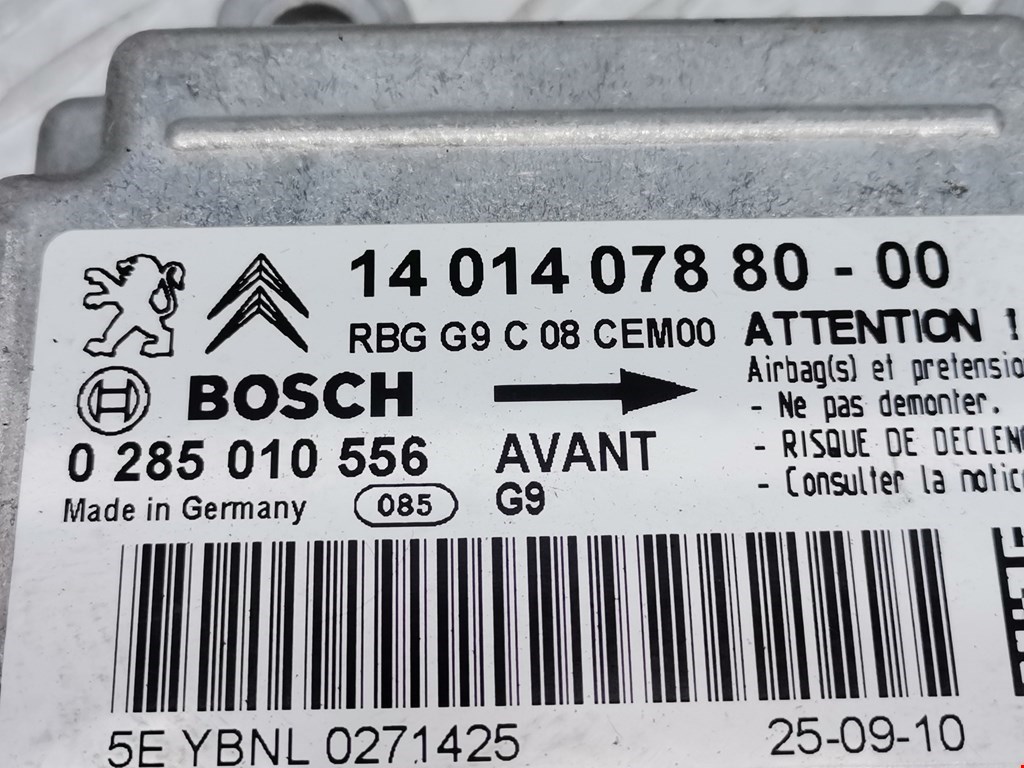 14 014 078 80 - 00
RBG G9 C 08 CEM00
ATTENTION !
Airbag(s) et
- Ne pas demonter.
- RISQUE DE
- Consulter la
BOSCH
0 285 010 556
AVANT
Made in Germany
085
G9
5E YBNL 0271425
25-09-10